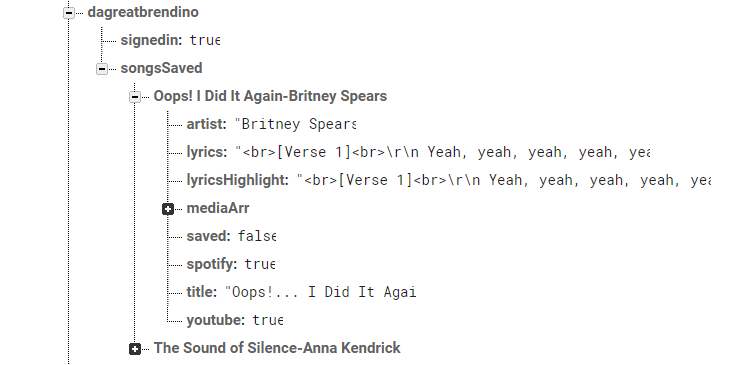 dagreatbrendino
signedin: true
songsSaved
Oops! I Did It Again-Britney Spears
artist: "Britney Spears
lyrics: "<br>[Verse 1]<br>\r\n Yeah, yeah, yeah, yeah, yea
lyricsHighlight: "<br>[Verse 1]<br>\r\n Yeah, yeah, yeah, yeah, yea
mediaArr
saved: false
spotify: true
title: "Oops!... I Did It Agai
youtube: true
The Sound of Silence-Anna Kendrick